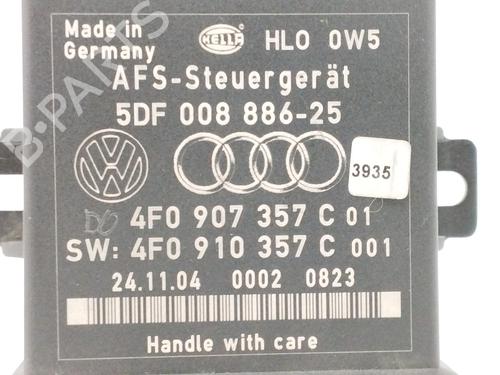 Made in
Germany
HELLA
HLO 0W5
AFS-Steuergerät
5DF 008 886-25
3935
4F0 907 357 C 01
SW: 4F0 910 357 C 001
24.11.04 0002 0823
Handle with care
B-PARTS